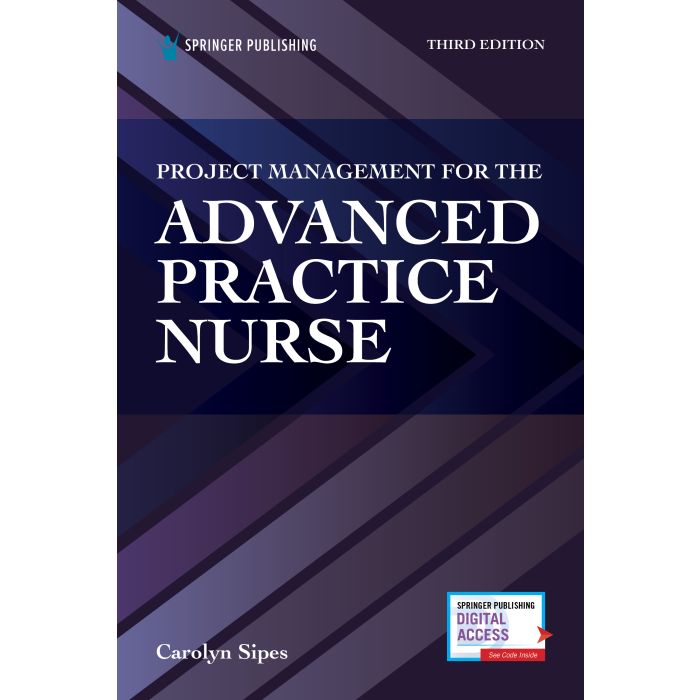 SPRINGER PUBLISHING
THIRD EDITION
PROJECT MANAGEMENT FOR THE
ADVANCED
PRACTICE
NURSE
Carolyn Sipes
SPRINGER PUBLISHING
DIGITAL
ACCESS
See Code Inside